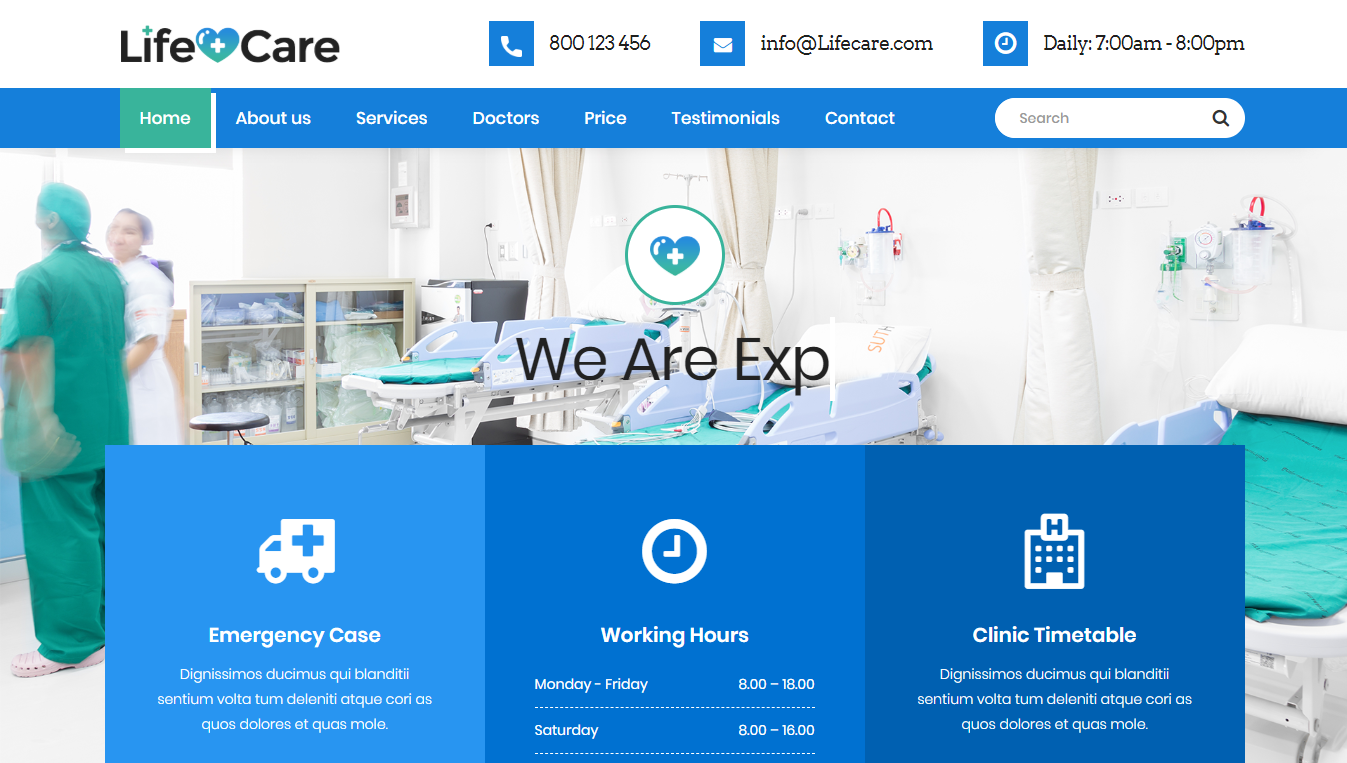 Life Care
800 123 456
info@Lifecare.com
Daily: 7:00am - 8:00pm
Home
About us
Services
Doctors
Price
Testimonials
Contact
Search
SUTH
We Are Exp
Emergency Case
Dignissimos ducimus qui blanditii
sentium volta tum deleniti atque cori as
quos dolores et quas mole.
Working Hours
Monday - Friday 8.00 – 18.00
Saturday 8.00 – 16.00
Clinic Timetable
Dignissimos ducimus qui blanditii
sentium volta tum deleniti atque cori as
quos dolores et quas mole.